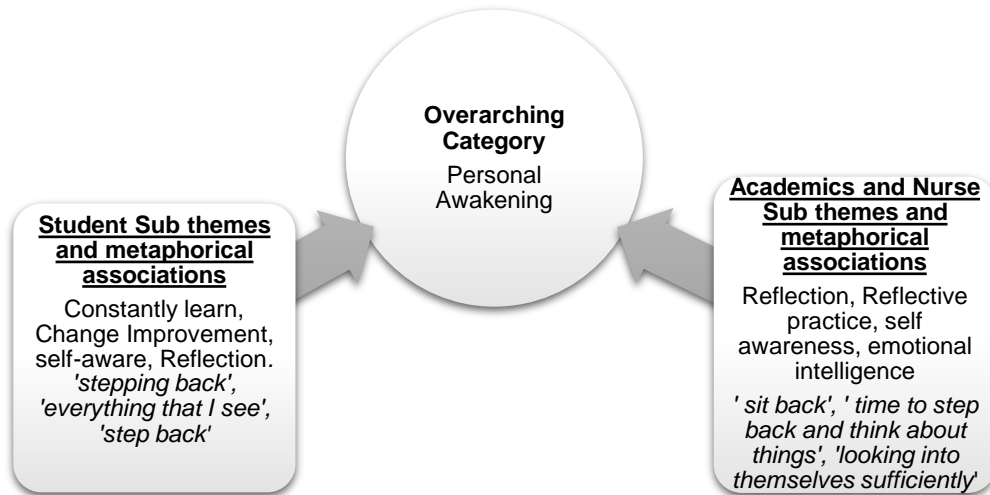 Overarching
Category
Personal
Awakening
Student Sub themes
and metaphorical
associations
Constantly learn,
Change Improvement,
self-aware, Reflection.
'stepping back',
'everything that I see',
'step back'
Academics and Nurse
Sub themes and
metaphorical
associations
Reflection, Reflective
practice, self
awareness, emotional
intelligence
' sit back', ' time to step
back and think about
things', 'looking into
themselves sufficiently'